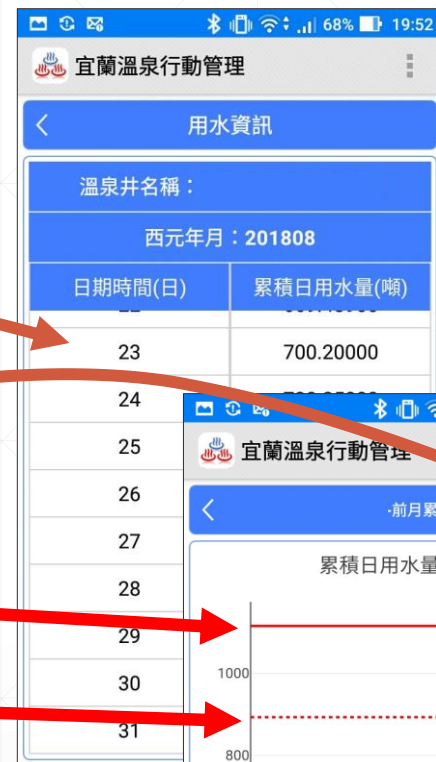 68% 19:52
宜蘭溫泉行動管理
用水資訊
溫泉井名稱：
西元年月：201808
日期時間(日) 累積日用水量(噸)
23 700.20000
24
25
26
27
28
29
30
31
宜蘭溫泉行動管理
-前月累
累積日用水量
1000
800